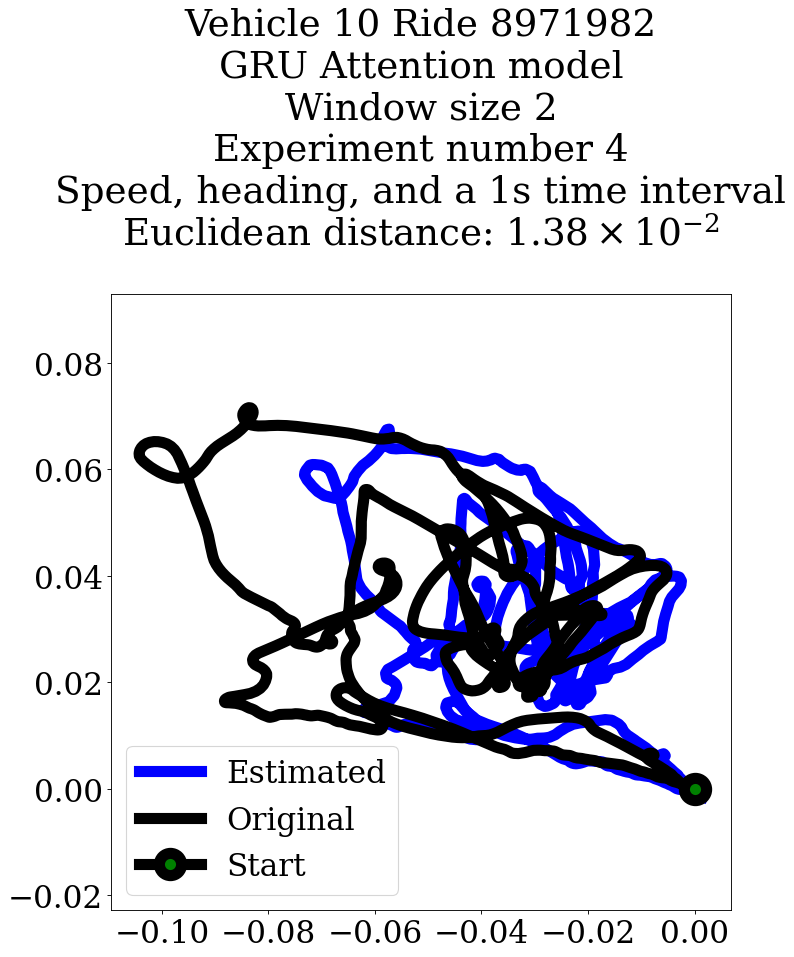 Vehicle 10 Ride 8971982
GRU Attention model
Window size 2
Experiment number 4
Speed, heading, and a 1s time interval
Euclidean distance: 1.38 × 10⁻²
0.08
0.06
0.04
0.02
0.00
−0.02
Estimated
Original
Start
−0.10 −0.08 −0.06 −0.04 −0.02 0.00